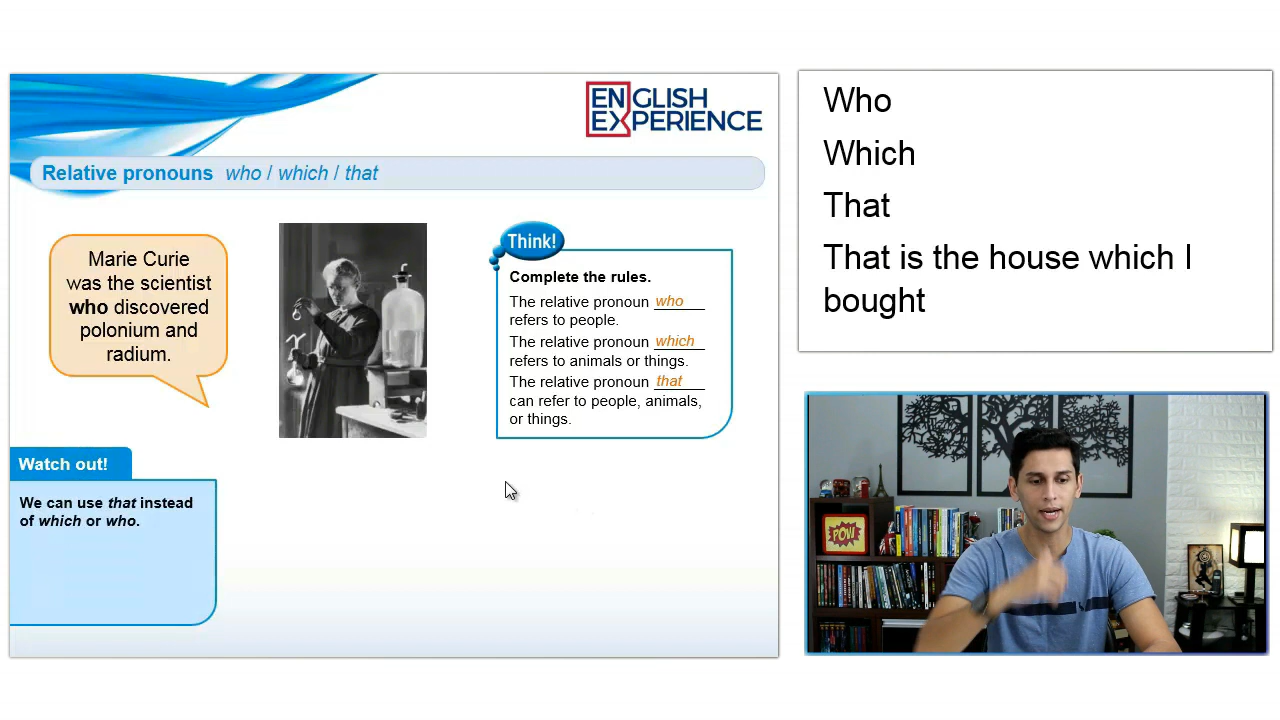 ENGLISH
EXPERIENCE
Relative pronouns who / which / that
Marie Curie
was the scientist
who discovered
polonium and
radium.
Think!
Complete the rules.
The relative pronoun who
refers to people.
The relative pronoun which
refers to animals or things.
The relative pronoun that
can refer to people, animals,
or things.
Watch out!
We can use that instead
of which or who.
Who
Which
That
That is the house which I
bought
POW!